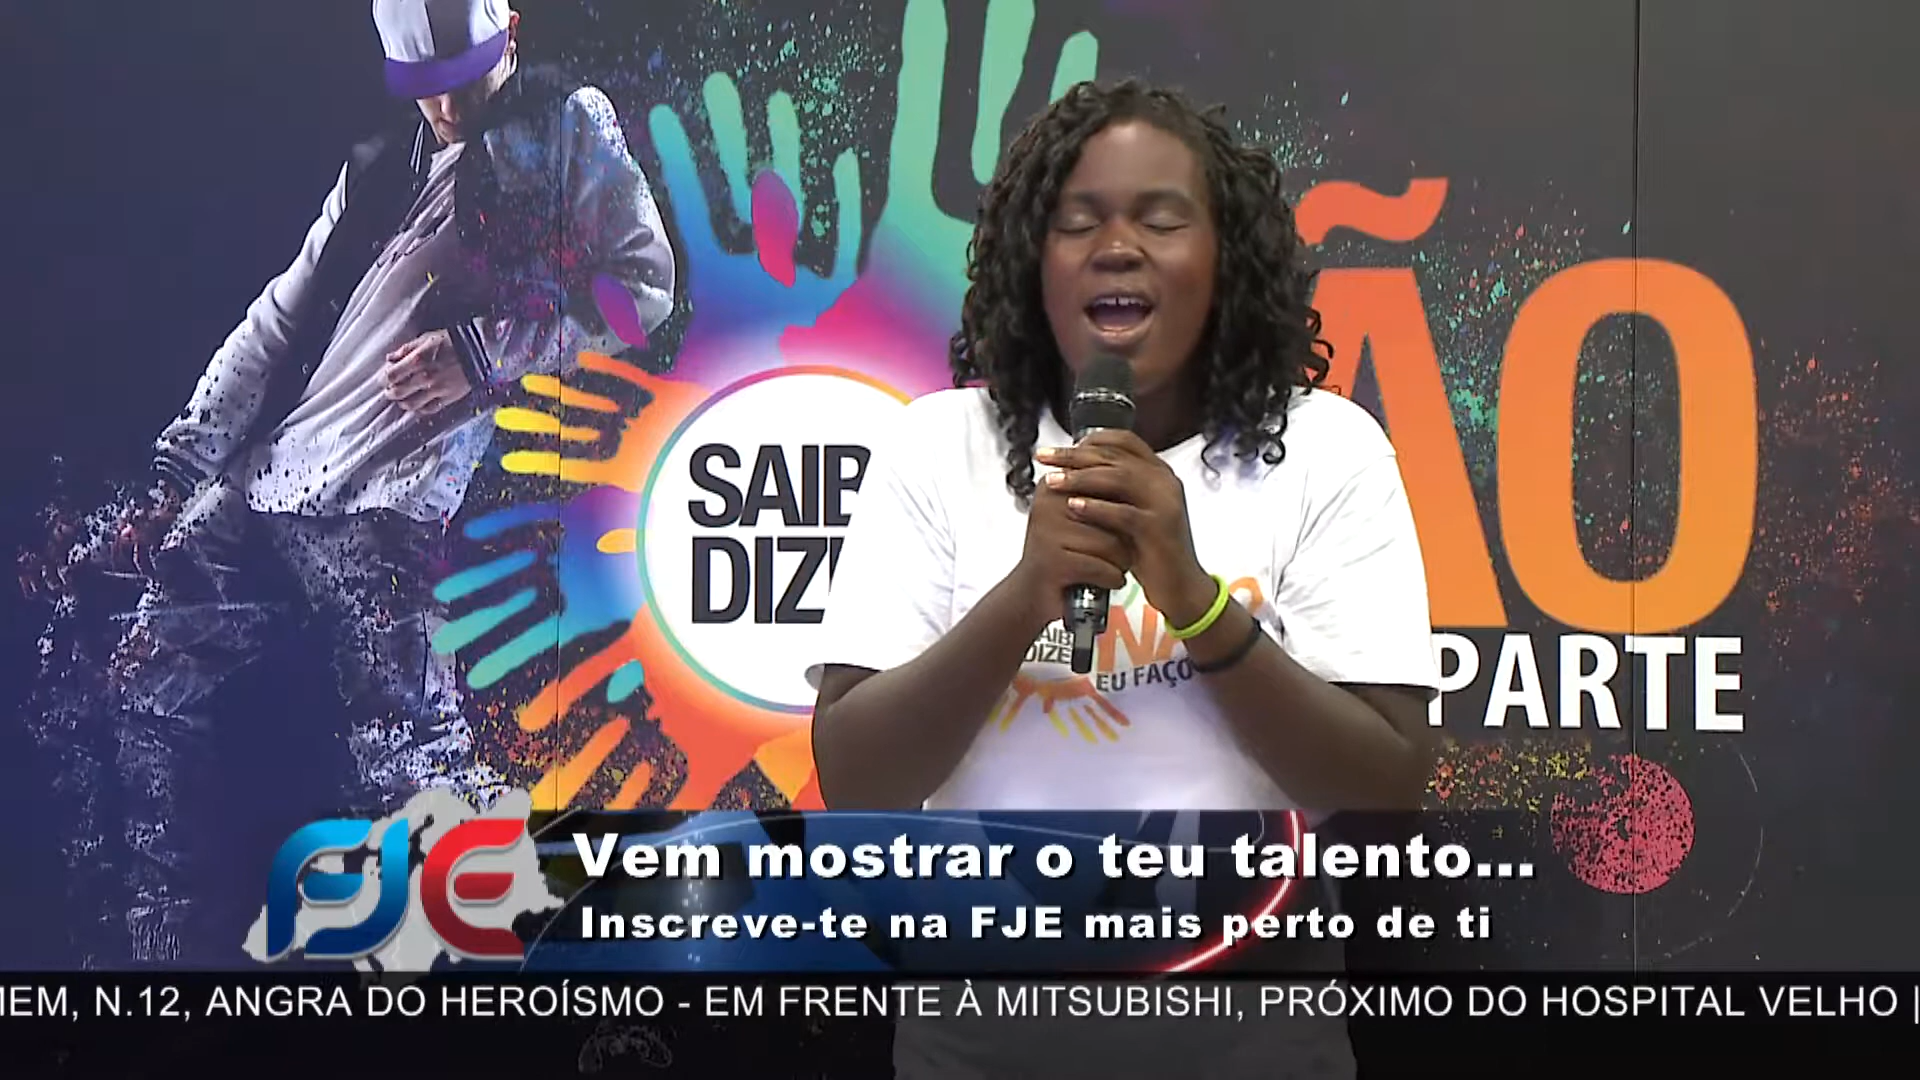 SAIB
DIZ
ÃO
PARTE
SAIB
DIZE
EU FAÇO
FJE
Vem mostrar o teu talento...
Inscreve-te na FJE mais perto de ti
MEM, N.12, ANGRA DO HEROÍSMO - EM FRENTE À MITSUBISHI, PRÓXIMO DO HOSPITAL VELHO |